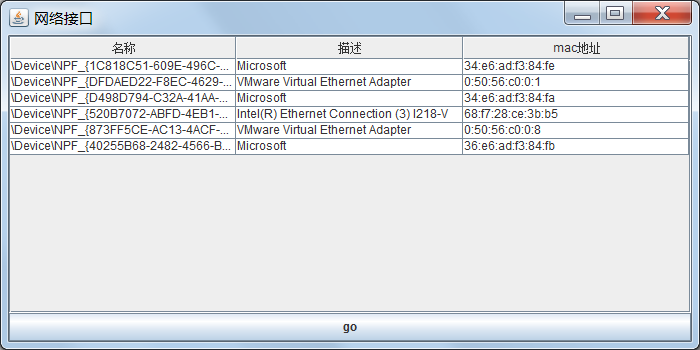 网络接口
名称 描述 mac地址
\Device\NPF_{1C818C51-609E-496C-... Microsoft 34:e6:ad:f3:84:fe
\Device\NPF_{DFDAED22-F8EC-4629-... VMware Virtual Ethernet Adapter 0:50:56:c0:0:1
\Device\NPF_{D498D794-C32A-41AA-... Microsoft 34:e6:ad:f3:84:fa
\Device\NPF_{520B7072-ABFD-4EB1-... Intel(R) Ethernet Connection (3) I218-V 68:f7:28:ce:3b:b5
\Device\NPF_{873FF5CE-AC13-4ACF-... VMware Virtual Ethernet Adapter 0:50:56:c0:0:8
\Device\NPF_{40255B68-2482-4566-B... Microsoft 36:e6:ad:f3:84:fb
go